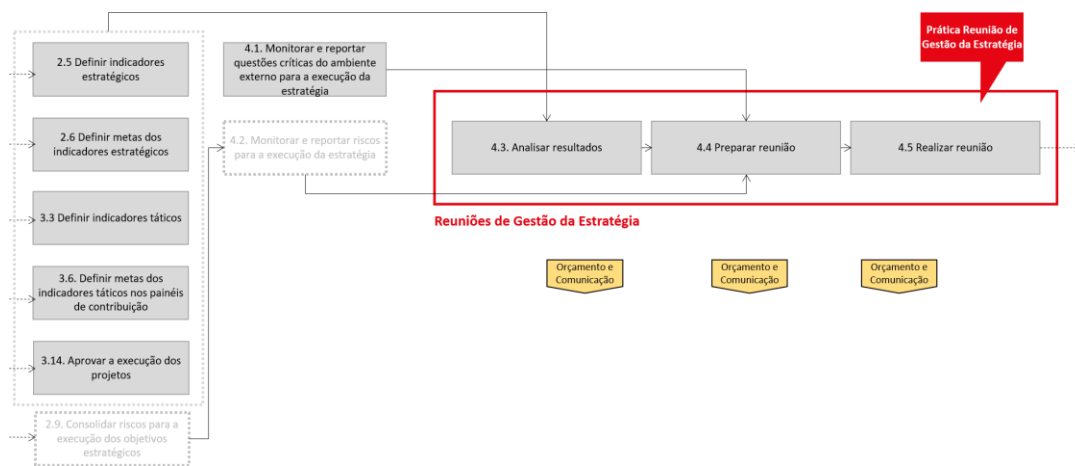 Prática Reunião de
Gestão da Estratégia
2.5 Definir indicadores
estratégicos
4.1. Monitorar e reportar
questões críticas do ambiente
externo para a execução da
estratégia
2.6 Definir metas dos
indicadores estratégicos
4.2. Monitorar e reportar riscos
para a execução da estratégia
4.3. Analisar resultados
4.4 Preparar reunião
4.5 Realizar reunião
3.3 Definir indicadores táticos
Reuniões de Gestão da Estratégia
3.6. Definir metas dos
indicadores táticos nos painéis
de contribuição
Orçamento e
Comunicação
Orçamento e
Comunicação
Orçamento e
Comunicação
3.14. Aprovar a execução dos
projetos
2.9. Consolidar riscos para a
execução dos objetivos
estratégicos